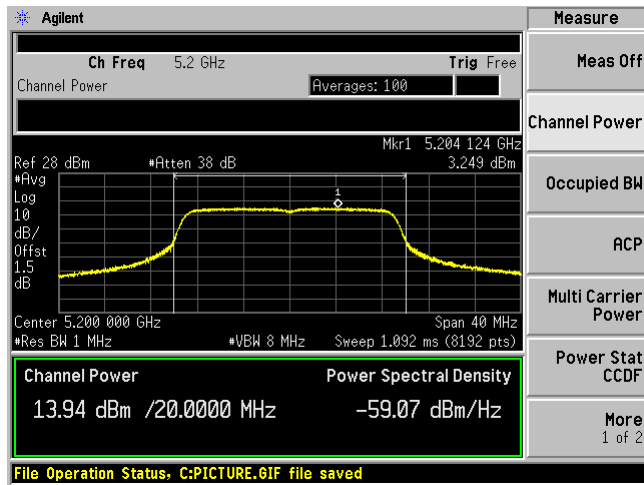 Agilent
Measure
Ch Freq 5.2 GHz Trig Free
Channel Power Averages: 100
Mkr1 5.204 124 GHz
Ref 28 dBm #Atten 38 dB 3.249 dBm
#Avg
Log
10
dB/
Offst
1.5
dB
1
Center 5.200 000 GHz Span 40 MHz
#Res BW 1 MHz #VBW 8 MHz Sweep 1.092 ms (8192 pts)
Channel Power Power Spectral Density
13.94 dBm /20.0000 MHz -59.07 dBm/Hz
Meas Off
Channel Power
Occupied BW
ACP
Multi Carrier
Power
Power Stat
CCDF
More
1 of 2
File Operation Status, C:PICTURE.GIF file saved